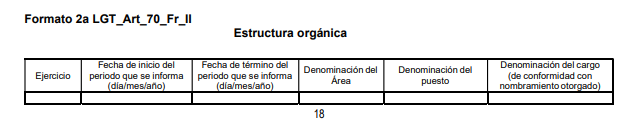 Formato 2a LGT_Art_70_Fr_II
Estructura orgánica
Ejercicio
Fecha de inicio del
periodo que se informa
(día/mes/año)
Fecha de término del
periodo que se informa
(día/mes/año)
Denominación del
Área
Denominación del
puesto
Denominación del cargo
(de conformidad con
nombramiento otorgado)
18